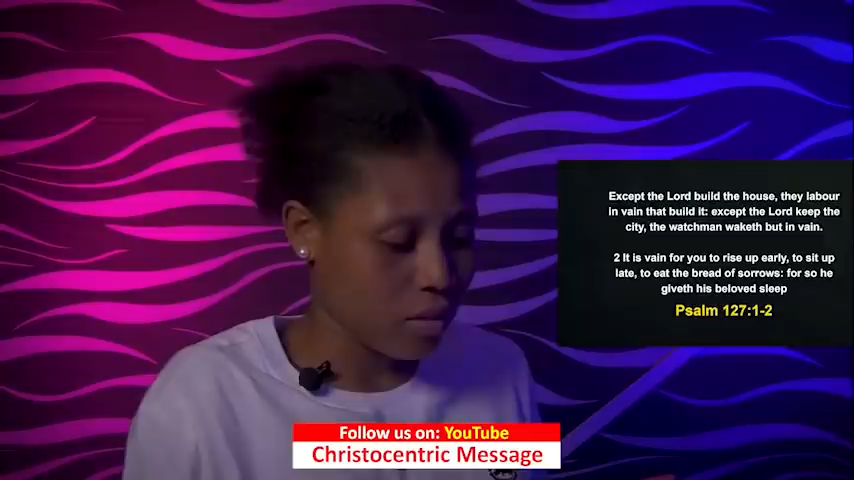 Except the Lord build the house, they labour
in vain that build it: except the Lord keep the
city, the watchman waketh but in vain.
2 It is vain for you to rise up early, to sit up
late, to eat the bread of sorrows: for so he
giveth his beloved sleep
Psalm 127:1-2
Follow us on: YouTube
Christocentric Message